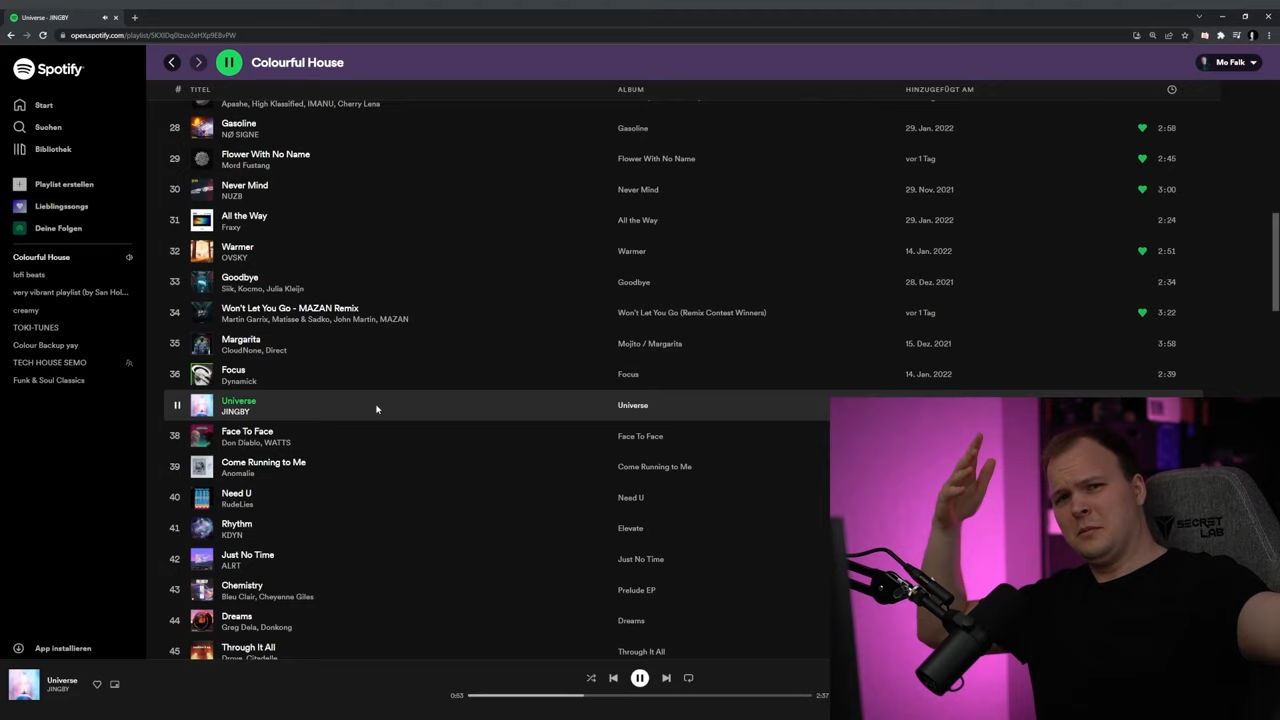 Universe - JINGBY
open.spotify.com/playlist/5KXIDq0Izuv2eHXp9E8vPW
Spotify
Colourful House
Mo Falk
Start
Suchen
Bibliothek
Playlist erstellen
Lieblingssongs
Deine Folgen
Colourful House
lofi beats
very vibrant playlist (by San Hol...
creamy
TOKI-TUNES
Colour Backup yay
TECH HOUSE SEMO
Funk & Soul Classics
App installieren
# TITEL ALBUM HINZUGEFÜGT AM
Apashe, High Klassified, IMANU, Cherry Lena
28 Gasoline Gasoline 29. Jan. 2022 2:58
NØ SIGNE
29 Flower With No Name Flower With No Name vor 1 Tag 2:45
Mord Fustang
30 Never Mind Never Mind 29. Nov. 2021 3:00
NUZB
31 All the Way All the Way 29. Jan. 2022 2:24
Fraxy
32 Warmer Warmer 14. Jan. 2022 2:51
OVSKY
33 Goodbye Goodbye 28. Dez. 2021 2:34
Siik, Kocmo, Julia Kleijn
34 Won't Let You Go - MAZAN Remix Won't Let You Go (Remix Contest Winners) vor 1 Tag 3:22
Martin Garrix, Matisse & Sadko, John Martin, MAZAN
35 Margarita Mojito / Margarita 15. Dez. 2021 3:58
CloudNone, Direct
36 Focus Focus 14. Jan. 2022 2:39
Dynamick
Universe Universe
JINGBY
38 Face To Face Face To Face
Don Diablo, WATTS
39 Come Running to Me Come Running to Me
Anomalie
40 Need U Need U
RudeLies
41 Rhythm Elevate
KDYN
42 Just No Time Just No Time
ALRT
43 Chemistry Prelude EP
Bleu Clair, Cheyenne Giles
44 Dreams Dreams
Greg Dela, Donkong
45 Through It All Through It All
Drove, Citadelle
SECRET
LAB
Universe
JINGBY
0:53 2:37